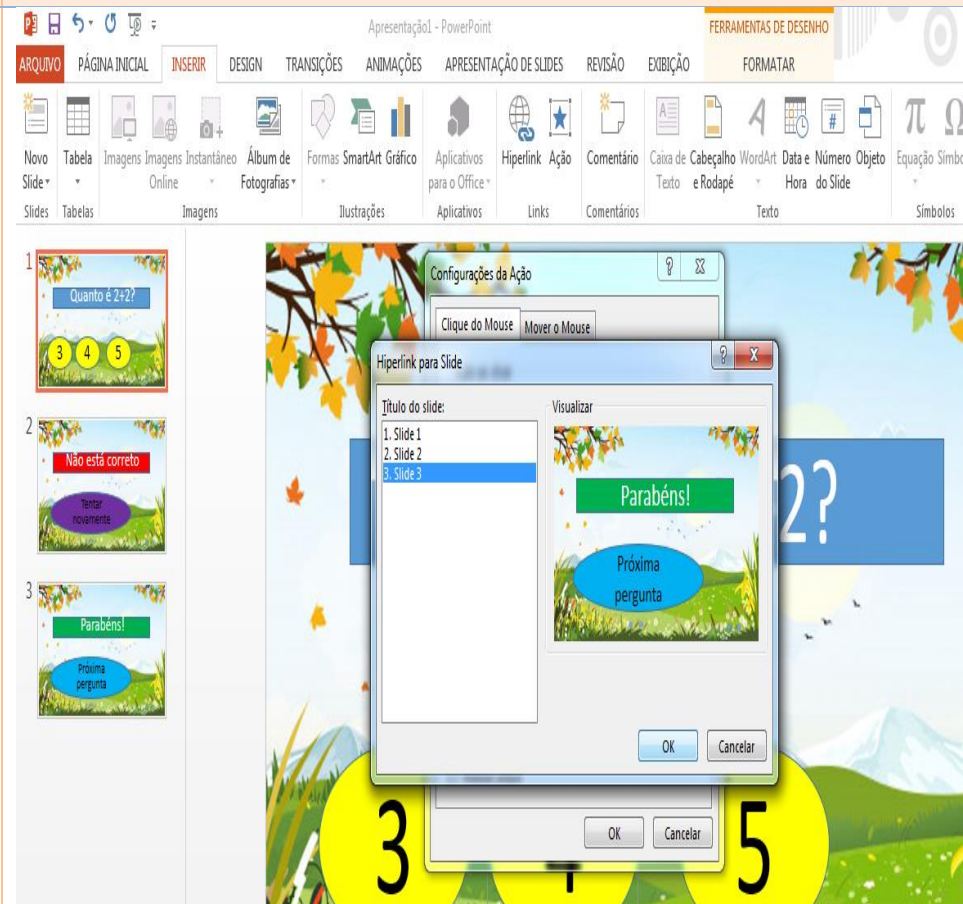 Apresentação1 - PowerPoint
FERRAMENTAS DE DESENHO
ARQUIVO PÁGINA INICIAL INSERIR DESIGN TRANSIÇÕES ANIMAÇÕES APRESENTAÇÃO DE SLIDES REVISÃO EXIBIÇÃO FORMATAR
Novo Tabela Imagens Imagens Instantâneo Álbum de Formas SmartArt Gráfico Aplicativos Hiperlink Ação Comentário Caixa de Cabeçalho WordArt Data e Número Objeto Equação Símbo
Slide Online Fotografias para o Office Texto e Rodapé Hora do Slide
Slides Tabelas Imagens Ilustrações Aplicativos Links Comentários Texto Símbolos
1
Quanto é 2+2?
3 4 5
2
Não está correto
Tentar
novamente
3
Parabéns!
Próxima
pergunta
Configurações da Ação
Clique do Mouse Mover o Mouse
Hiperlink para Slide
Título do slide:
1. Slide 1
2. Slide 2
3. Slide 3
Visualizar
Parabéns!
Próxima
pergunta
OK Cancelar
2?
OK Cancelar
3 5